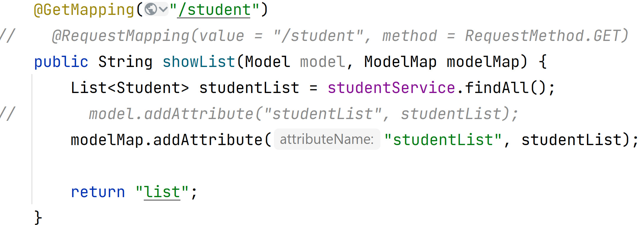 @GetMapping("/student")
//    @RequestMapping(value = "/student", method = RequestMethod.GET)
public String showList(Model model, ModelMap modelMap) {
List<Student> studentList = studentService.findAll();
//        model.addAttribute("studentList", studentList);
modelMap.addAttribute( attributeName: "studentList", studentList);
return "list";
}